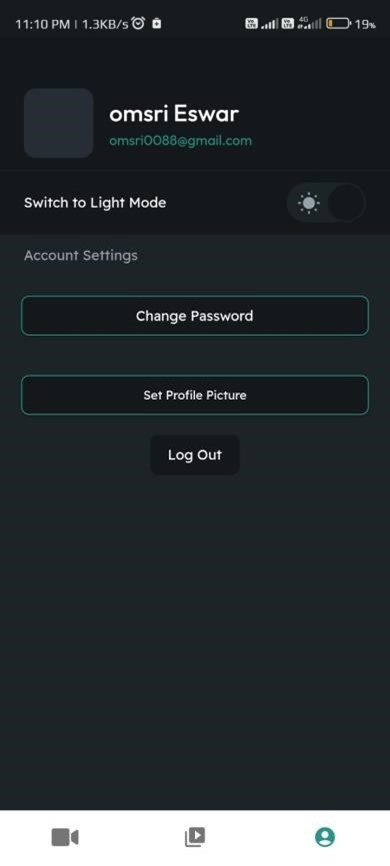 11:10 PM | 1.3KB/s
Vo LTE Vo LTE 4G 19%
omsri Eswar
omsri0088@gmail.com
Switch to Light Mode
Account Settings
Change Password
Set Profile Picture
Log Out